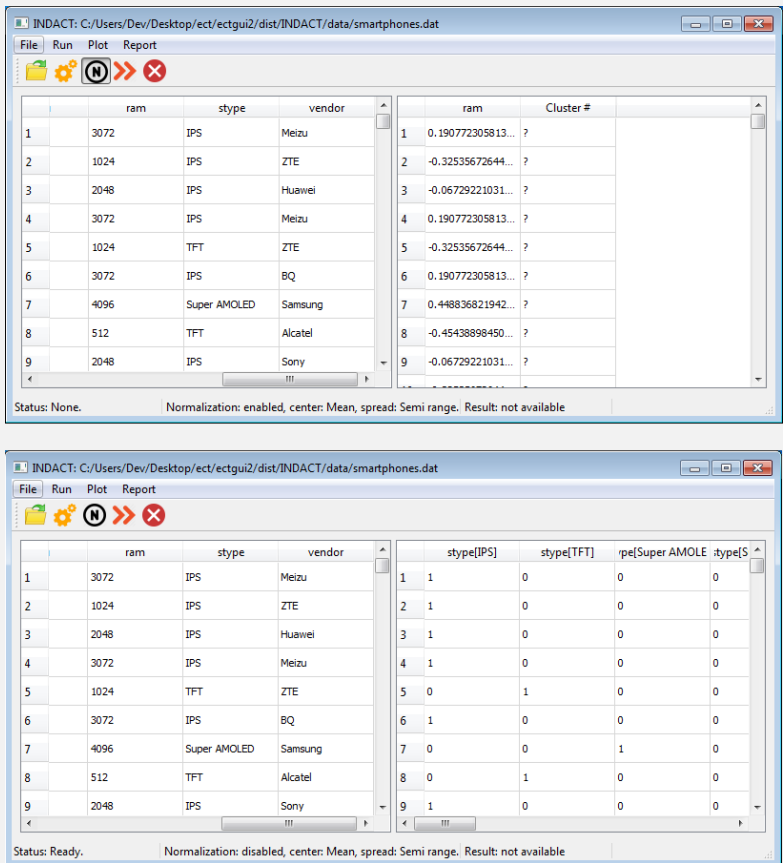 INDACT: C:/Users/Dev/Desktop/ect/ectgui2/dist/INDACT/data/smartphones.dat
File Run Plot Report
N
ram stype vendor ram Cluster #
1 3072 IPS Meizu 1 0.190772305813... ?
2 1024 IPS ZTE 2 -0.32535672644... ?
3 2048 IPS Huawei 3 -0.06729221031... ?
4 3072 IPS Meizu 4 0.190772305813... ?
5 1024 TFT ZTE 5 -0.32535672644... ?
6 3072 IPS BQ 6 0.190772305813... ?
7 4096 Super AMOLED Samsung 7 0.448836821942... ?
8 512 TFT Alcatel 8 -0.45438898450... ?
9 2048 IPS Sony 9 -0.06729221031... ?
Status: None. Normalization: enabled, center: Mean, spread: Semi range. Result: not available
INDACT: C:/Users/Dev/Desktop/ect/ectgui2/dist/INDACT/data/smartphones.dat
File Run Plot Report
N
ram stype vendor stype[IPS] stype[TFT] ype[Super AMOLE stype[S
1 3072 IPS Meizu 1 1 0 0 0
2 1024 IPS ZTE 2 1 0 0 0
3 2048 IPS Huawei 3 1 0 0 0
4 3072 IPS Meizu 4 1 0 0 0
5 1024 TFT ZTE 5 0 1 0 0
6 3072 IPS BQ 6 1 0 0 0
7 4096 Super AMOLED Samsung 7 0 0 1 0
8 512 TFT Alcatel 8 0 1 0 0
9 2048 IPS Sony 9 1 0 0 0
Status: Ready. Normalization: disabled, center: Mean, spread: Semi range. Result: not available